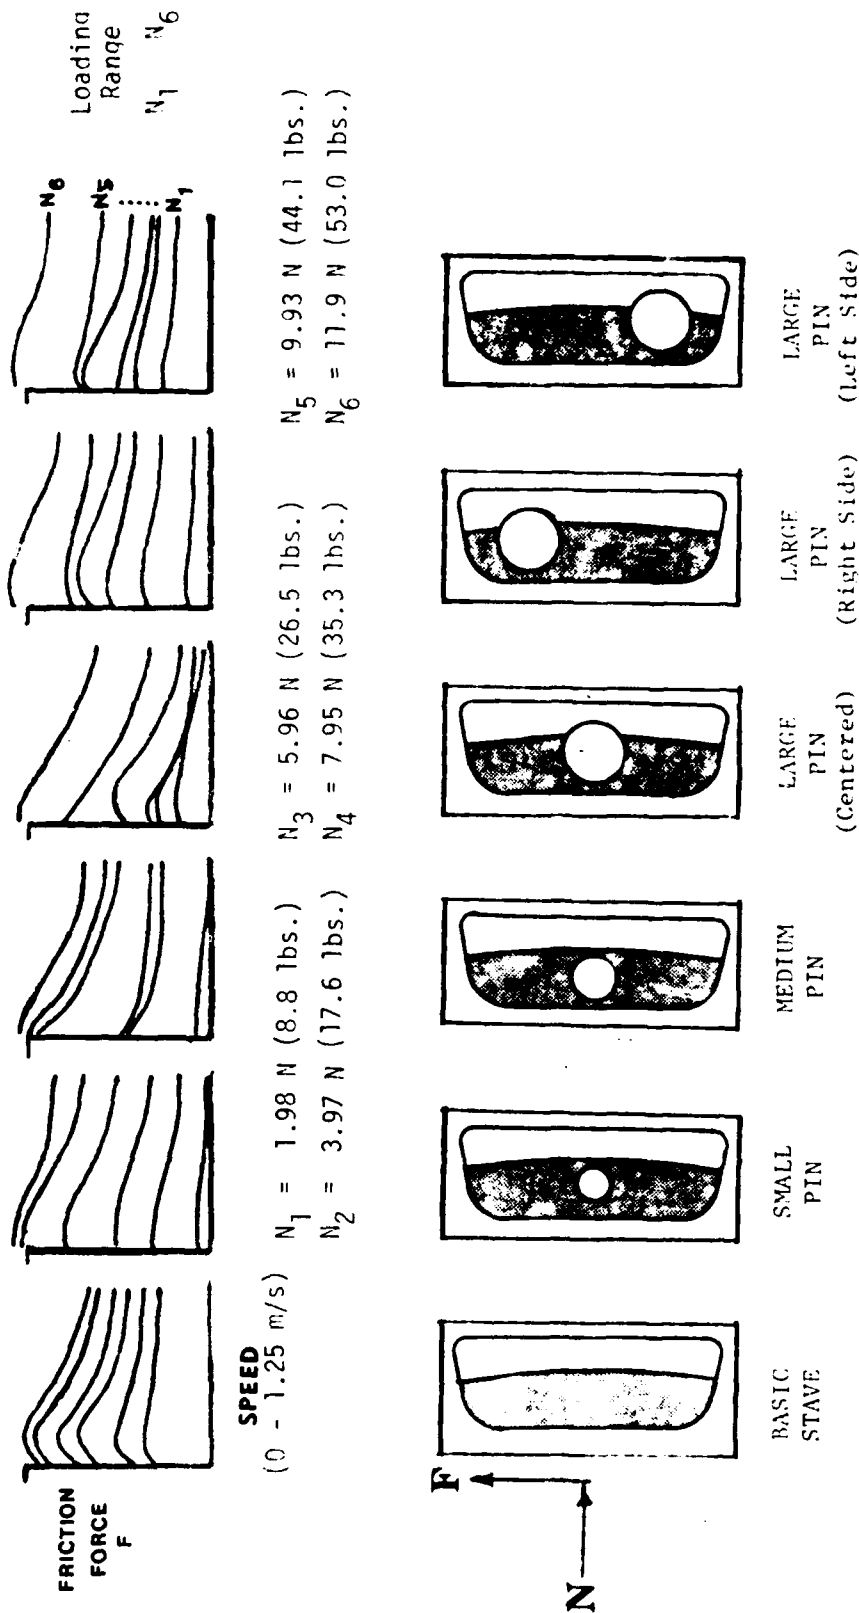 FRICTION
FORCE
F
N6
N5
N1
Loading
Range
N1 N6
SPEED
(0 - 1.25 m/s)
N1 = 1.98 N (8.8 lbs.)
N2 = 3.97 N (17.6 lbs.)
N3 = 5.96 N (26.5 lbs.)
N4 = 7.95 N (35.3 lbs.)
N5 = 9.93 N (44.1 lbs.)
N6 = 11.9 N (53.0 lbs.)
F
N
BASIC
STAVE
SMALL
PIN
MEDIUM
PIN
LARGE
PIN
(Centered)
LARGE
PIN
(Right Side)
LARGE
PIN
(Left Side)